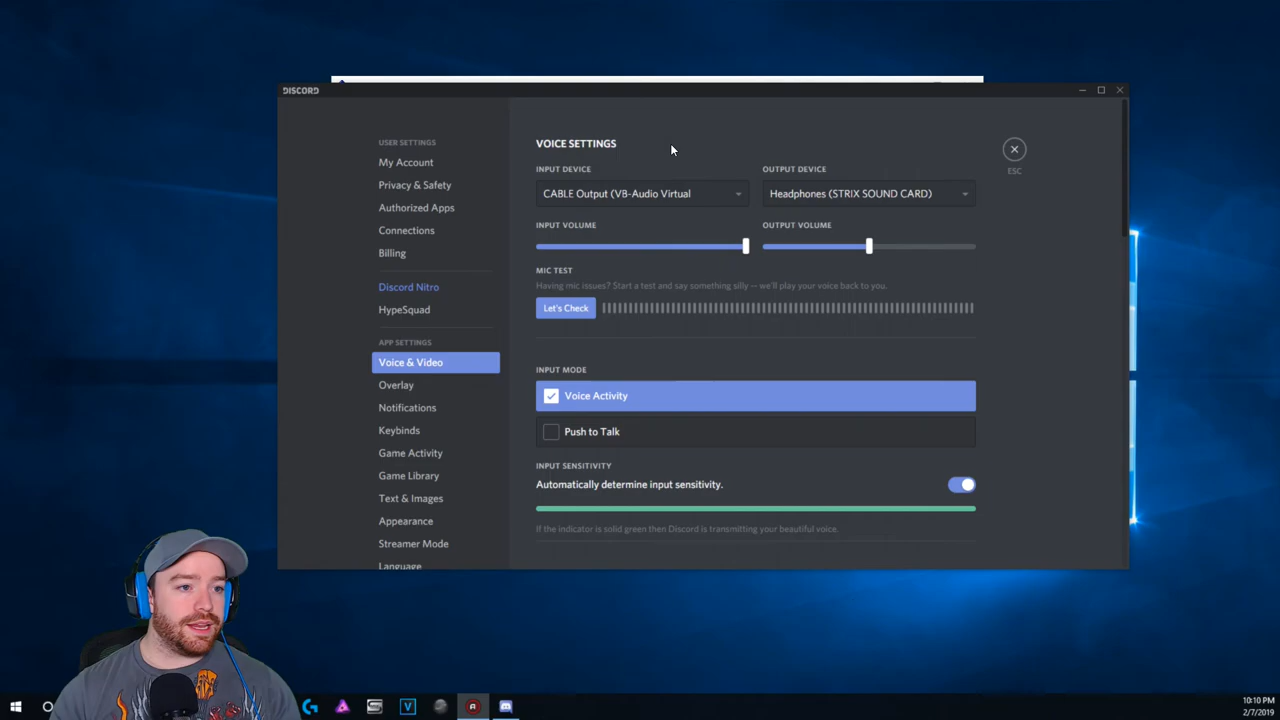 DISCORD
USER SETTINGS
My Account
Privacy & Safety
Authorized Apps
Connections
Billing
Discord Nitro
HypeSquad
APP SETTINGS
Voice & Video
Overlay
Notifications
Keybinds
Game Activity
Game Library
Text & Images
Appearance
Streamer Mode
Language
VOICE SETTINGS
ESC
INPUT DEVICE
CABLE Output (VB-Audio Virtual
OUTPUT DEVICE
Headphones (STRIX SOUND CARD)
INPUT VOLUME
OUTPUT VOLUME
MIC TEST
Having mic issues? Start a test and say something silly -- we'll play your voice back to you.
Let's Check
INPUT MODE
Voice Activity
Push to Talk
INPUT SENSITIVITY
Automatically determine input sensitivity.
If the indicator is solid green then Discord is transmitting your beautiful voice.
10:10 PM
2/7/2019